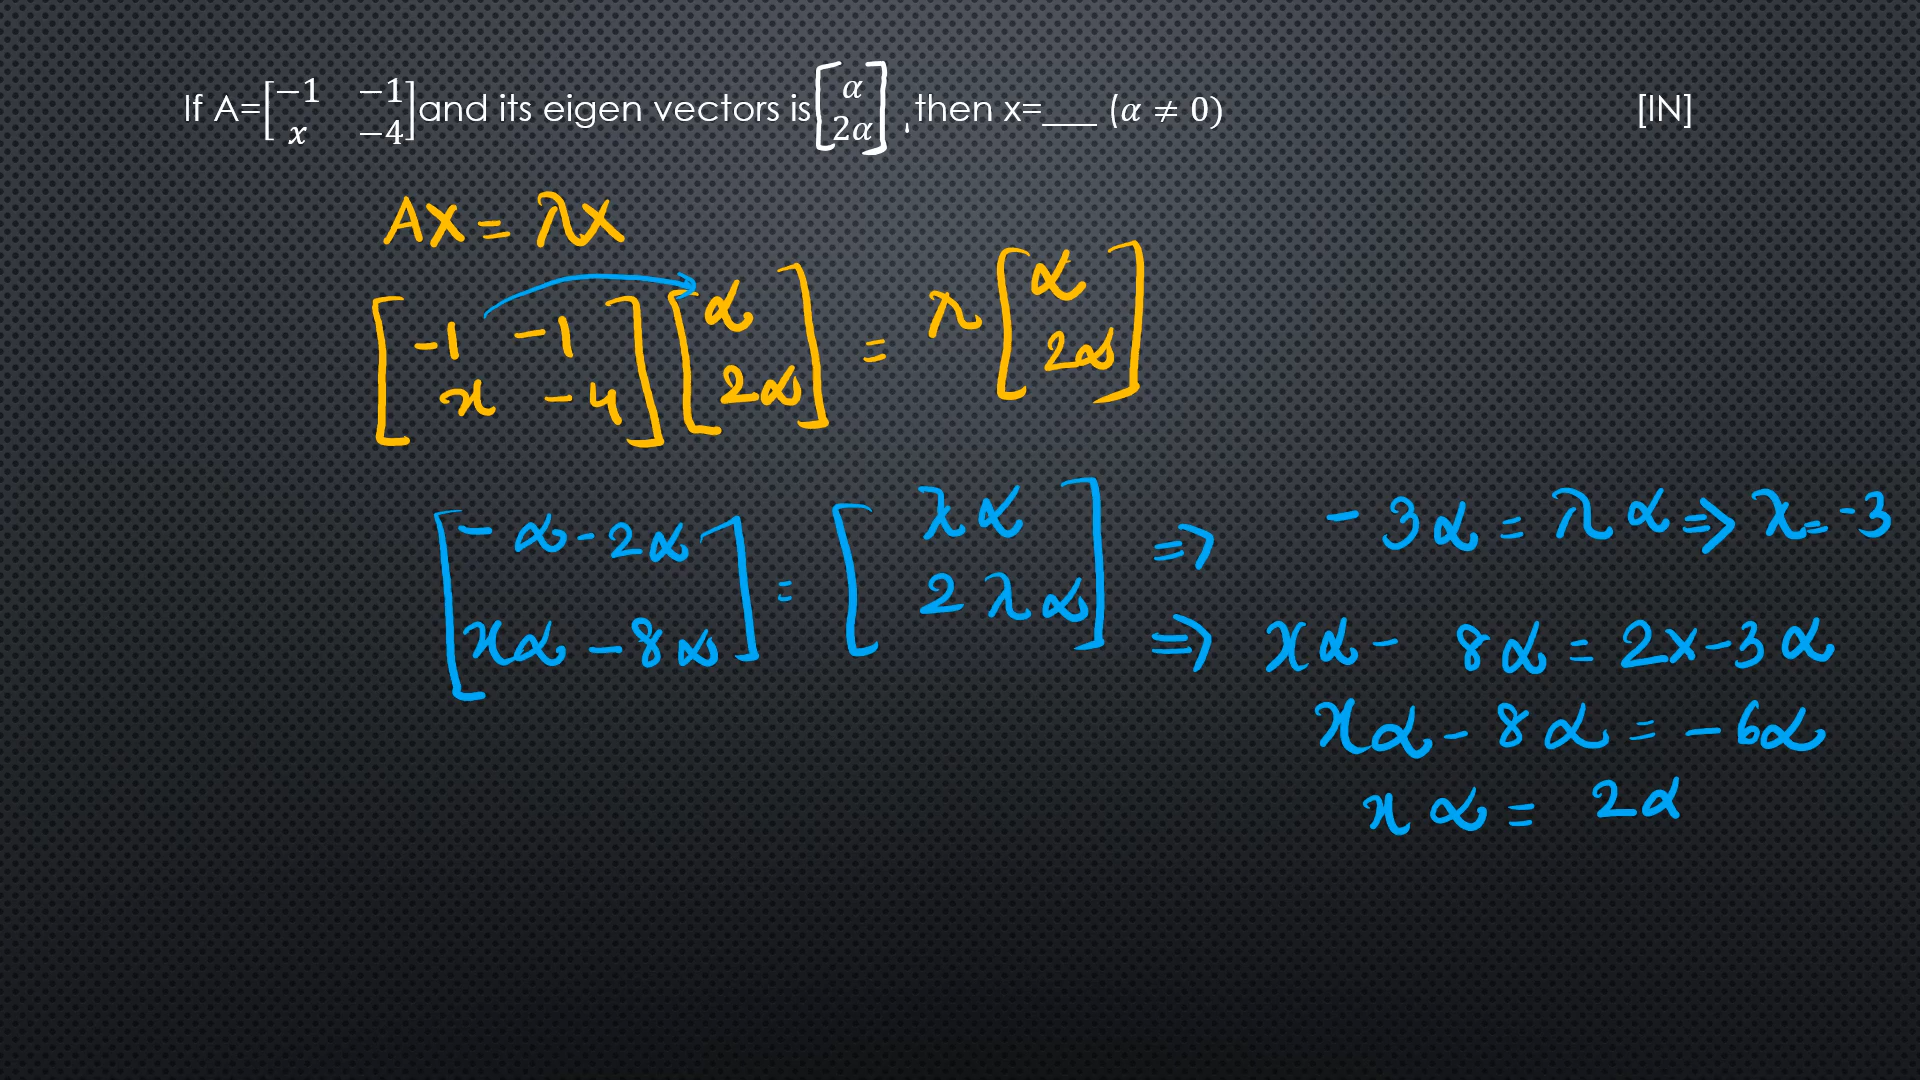 If A=[−1 −1 x −4]and its eigen vectors is[α 2α] ,then x=___ (α ≠ 0) [IN]
AX = λX
[-1 -1 x -4] [α 2α] = λ [α 2α]
[-α-2α xα-8α] = [λα 2λα]
⇒ -3α = λα ⇒ λ=-3
⇒ xα - 8α = 2x-3α
xα - 8α = -6α
xα = 2α